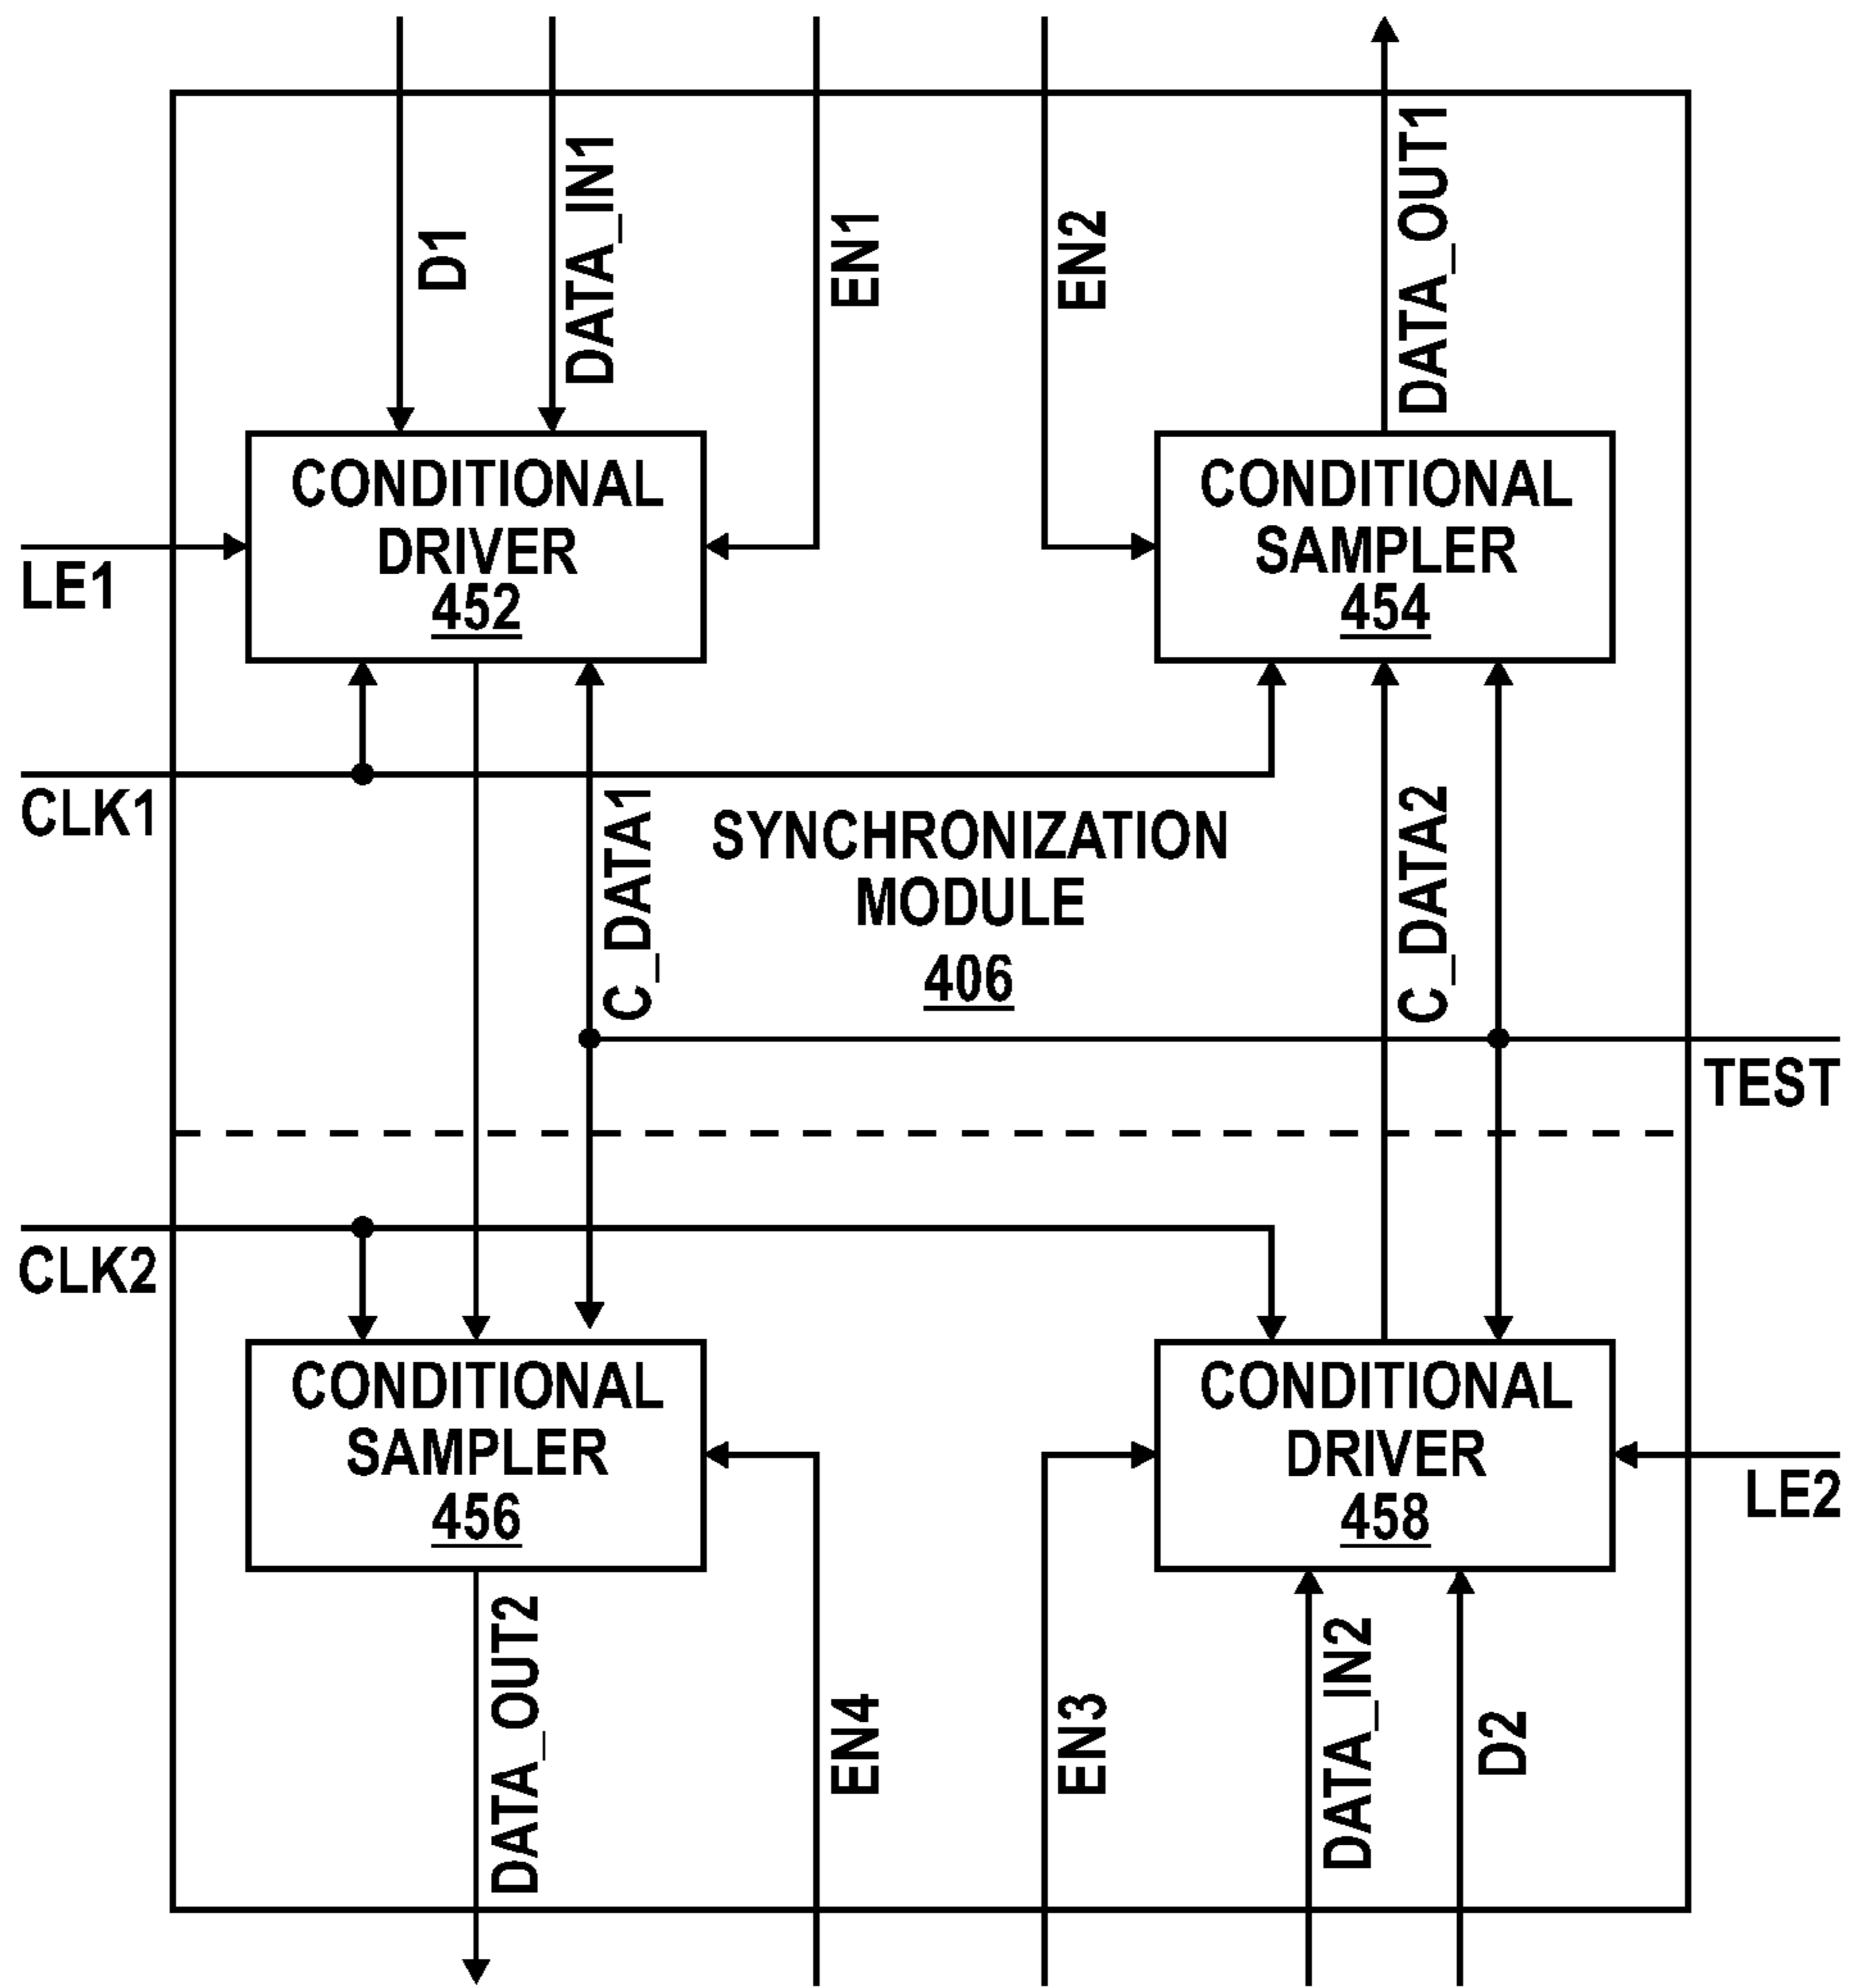 D1
DATA_IN1
EN1
EN2
DATA_OUT1
CONDITIONAL
DRIVER
452
CONDITIONAL
SAMPLER
454
LE1
CLK1
C_DATA1
SYNCHRONIZATION
MODULE
406
C_DATA2
TEST
CLK2
CONDITIONAL
SAMPLER
456
CONDITIONAL
DRIVER
458
LE2
DATA_OUT2
EN4
EN3
DATA_IN2
D2